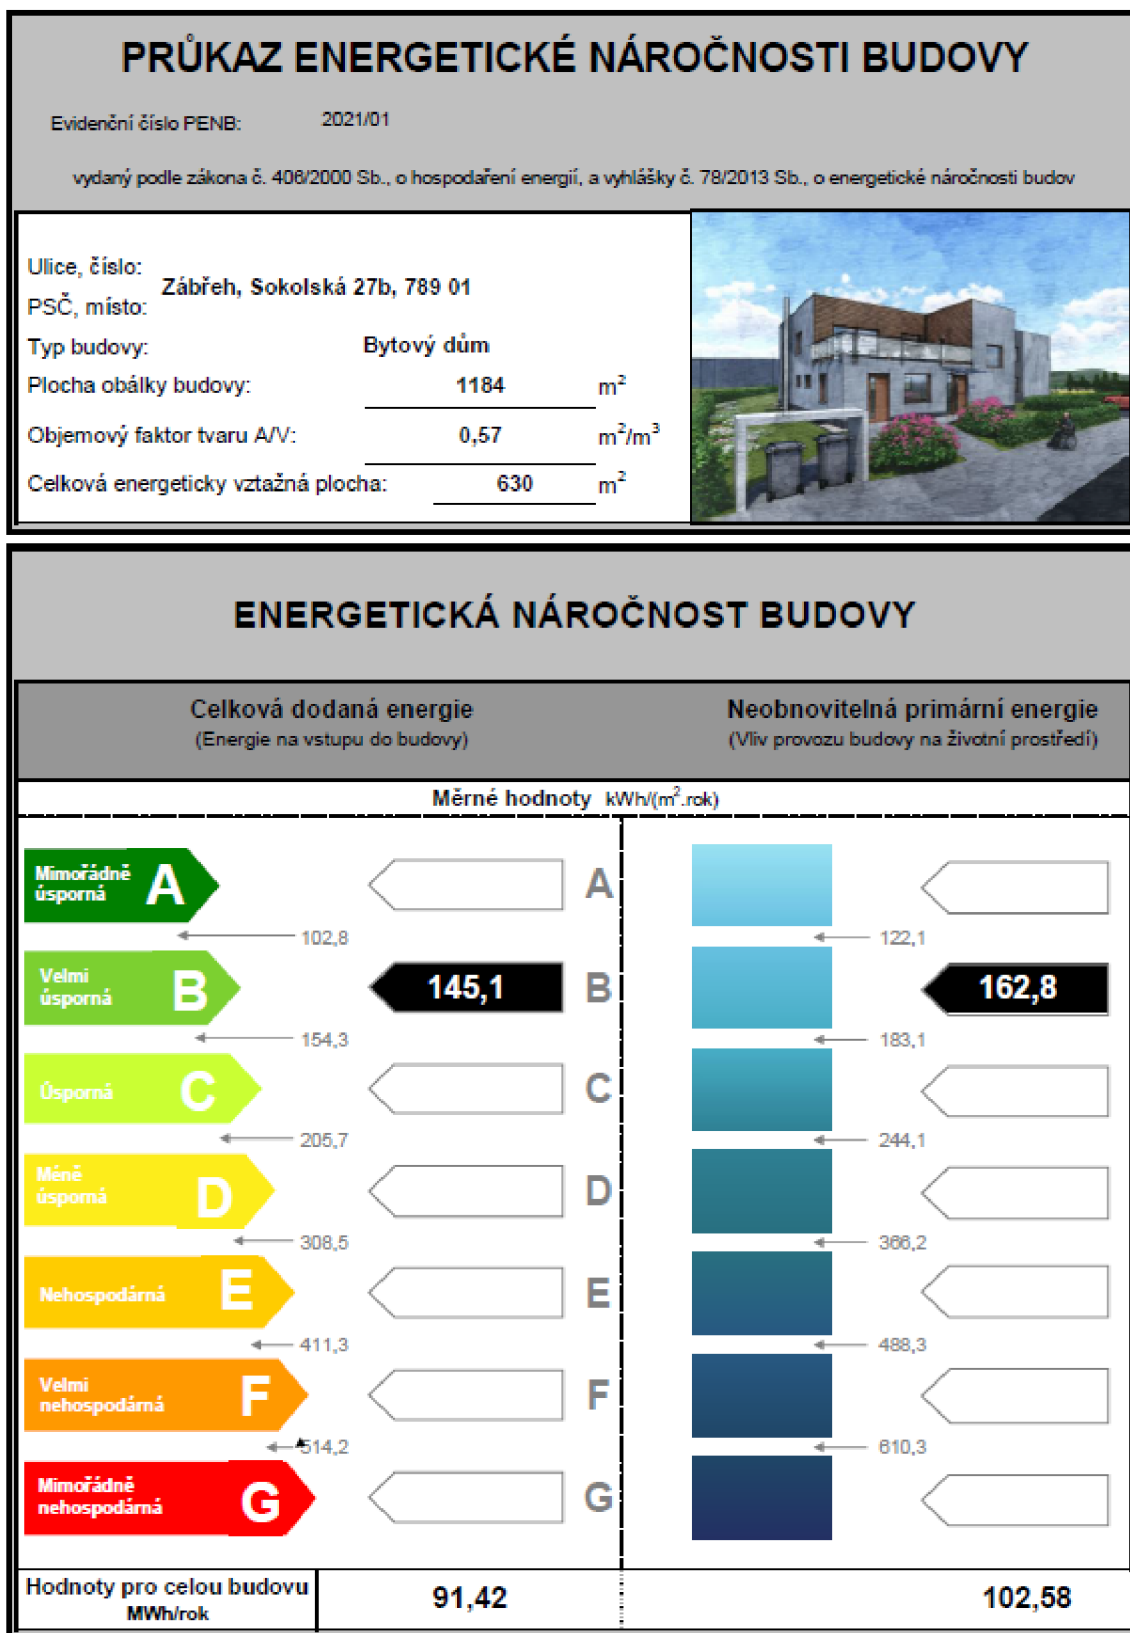 PRŮKAZ ENERGETICKÉ NÁROČNOSTI BUDOVY
Evidenční číslo PENB: 2021/01
vydaný podle zákona č. 406/2000 Sb., o hospodaření energií, a vyhlášky č. 78/2013 Sb., o energetické náročnosti budov
Ulice, číslo:
Zábřeh, Sokolská 27b, 789 01
PSČ, místo:
Typ budovy: Bytový dům
Plocha obálky budovy: 1184 m²
Objemový faktor tvaru A/V: 0,57 m²/m³
Celková energeticky vztažná plocha: 630 m²
ENERGETICKÁ NÁROČNOST BUDOVY
Celková dodaná energie
(Energie na vstupu do budovy)
Neobnovitelná primární energie
(Vliv provozu budovy na životní prostředí)
Měrné hodnoty kWh/(m².rok)
Mimořádně
úsporná
A
A
102,8
122,1
Velmi
úsporná
B
145,1
B
162,8
154,3
183,1
Úsporná
C
C
205,7
244,1
Méně
úsporná
D
D
308,5
366,2
Nehospodárná
E
E
411,3
488,3
Velmi
nehospodárná
F
F
514,2
610,3
Mimořádně
nehospodárná
G
G
Hodnoty pro celou budovu
MWh/rok
91,42
102,58